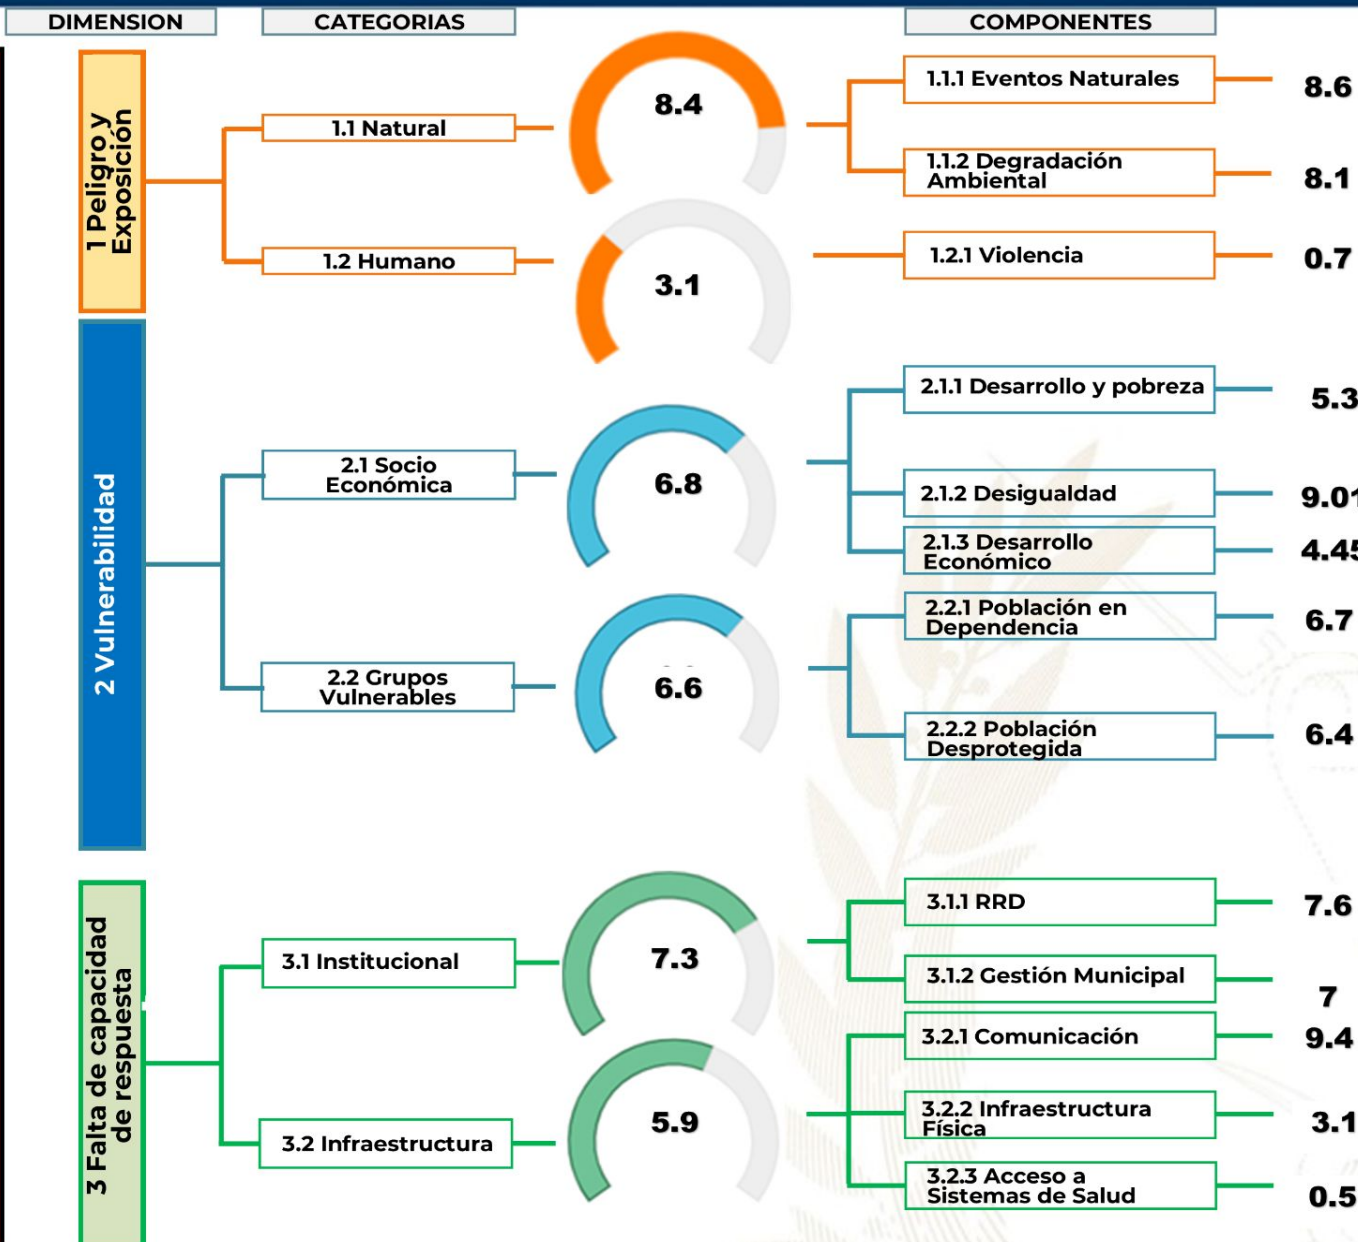 DIMENSION
CATEGORIAS
COMPONENTES
1 Peligro y
Exposición
1.1 Natural
8.4
1.1.1 Eventos Naturales
8.6
1.1.2 Degradación
Ambiental
8.1
1.2 Humano
3.1
1.2.1 Violencia
0.7
2 Vulnerabilidad
2.1 Socio
Económica
6.8
2.1.1 Desarrollo y pobreza
5.3
2.1.2 Desigualdad
9.01
2.1.3 Desarrollo
Económico
4.45
2.2 Grupos
Vulnerables
6.6
2.2.1 Población en
Dependencia
6.7
2.2.2 Población
Desprotegida
6.4
3 Falta de capacidad
de respuesta
3.1 Institucional
7.3
3.1.1 RRD
7.6
3.1.2 Gestión Municipal
7
3.2 Infraestructura
5.9
3.2.1 Comunicación
9.4
3.2.2 Infraestructura
Física
3.1
3.2.3 Acceso a
Sistemas de Salud
0.5